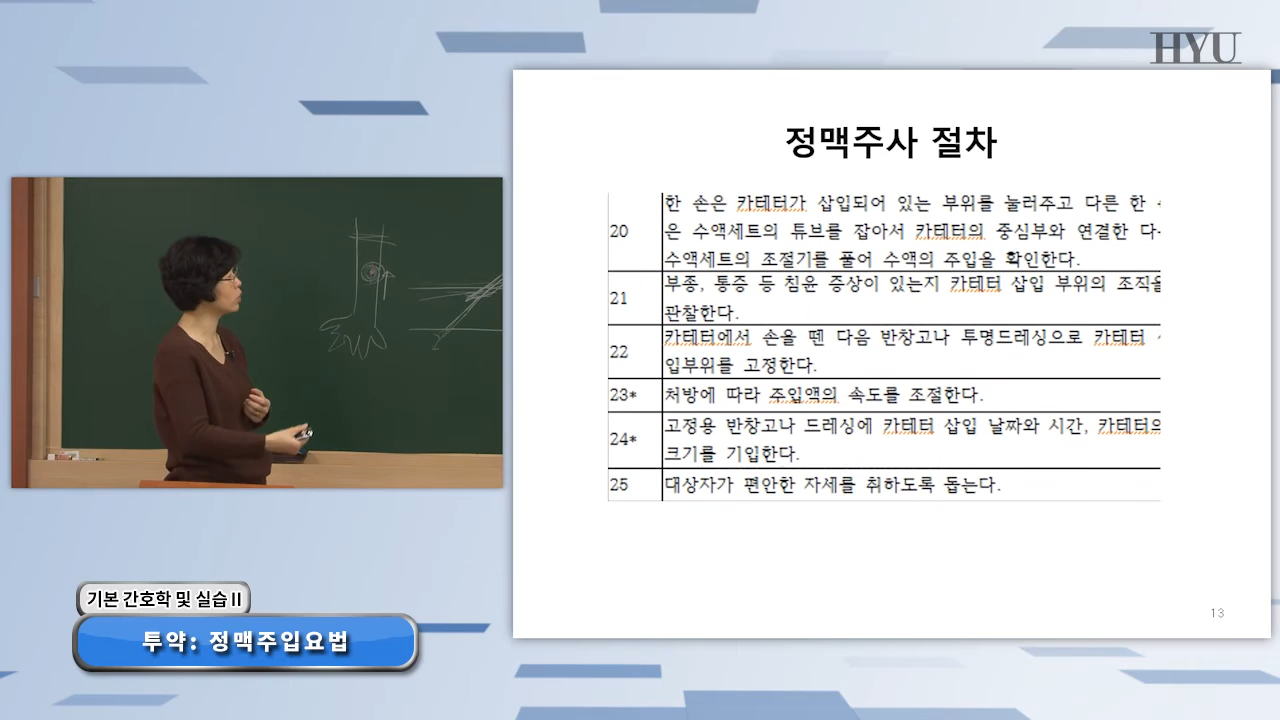 HYU
정맥주사 절차
20
한 손은 카테터가 삽입되어 있는 부위를 눌러주고 다른 한
은 수액세트의 튜브를 잡아서 카테터의 중심부와 연결한 다
수액세트의 조절기를 풀어 수액의 주입을 확인한다.
21
부종, 통증 등 침윤 증상이 있는지 카테터 삽입 부위의 조직을
관찰한다.
22
카테터에서 손을 뗀 다음 반창고나 투명드레싱으로 카테터
입부위를 고정한다.
23*
처방에 따라 주입액의 속도를 조절한다.
24*
고정용 반창고나 드레싱에 카테터 삽입 날짜와 시간, 카테터의
크기를 기입한다.
25
대상자가 편안한 자세를 취하도록 돕는다.
13
기본 간호학 및 실습 II
투약: 정맥주입요법